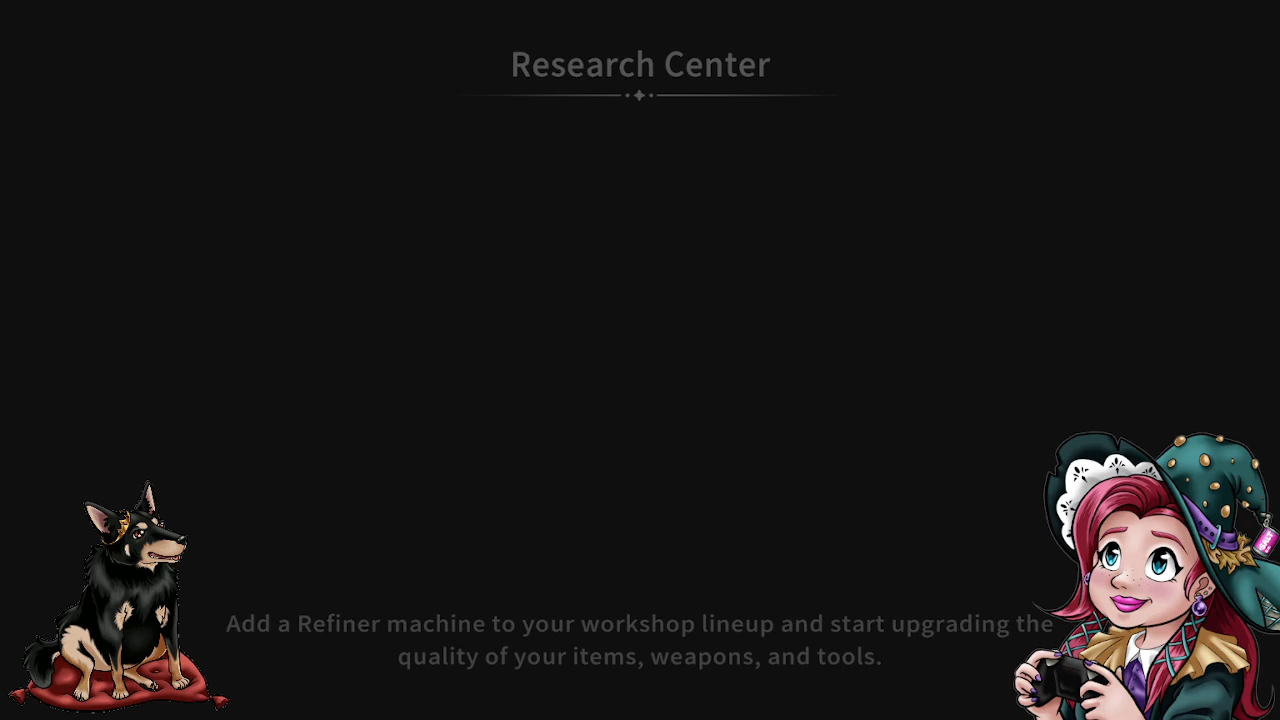 Research Center
Add a Refiner machine to your workshop lineup and start upgrading the
quality of your items, weapons, and tools.